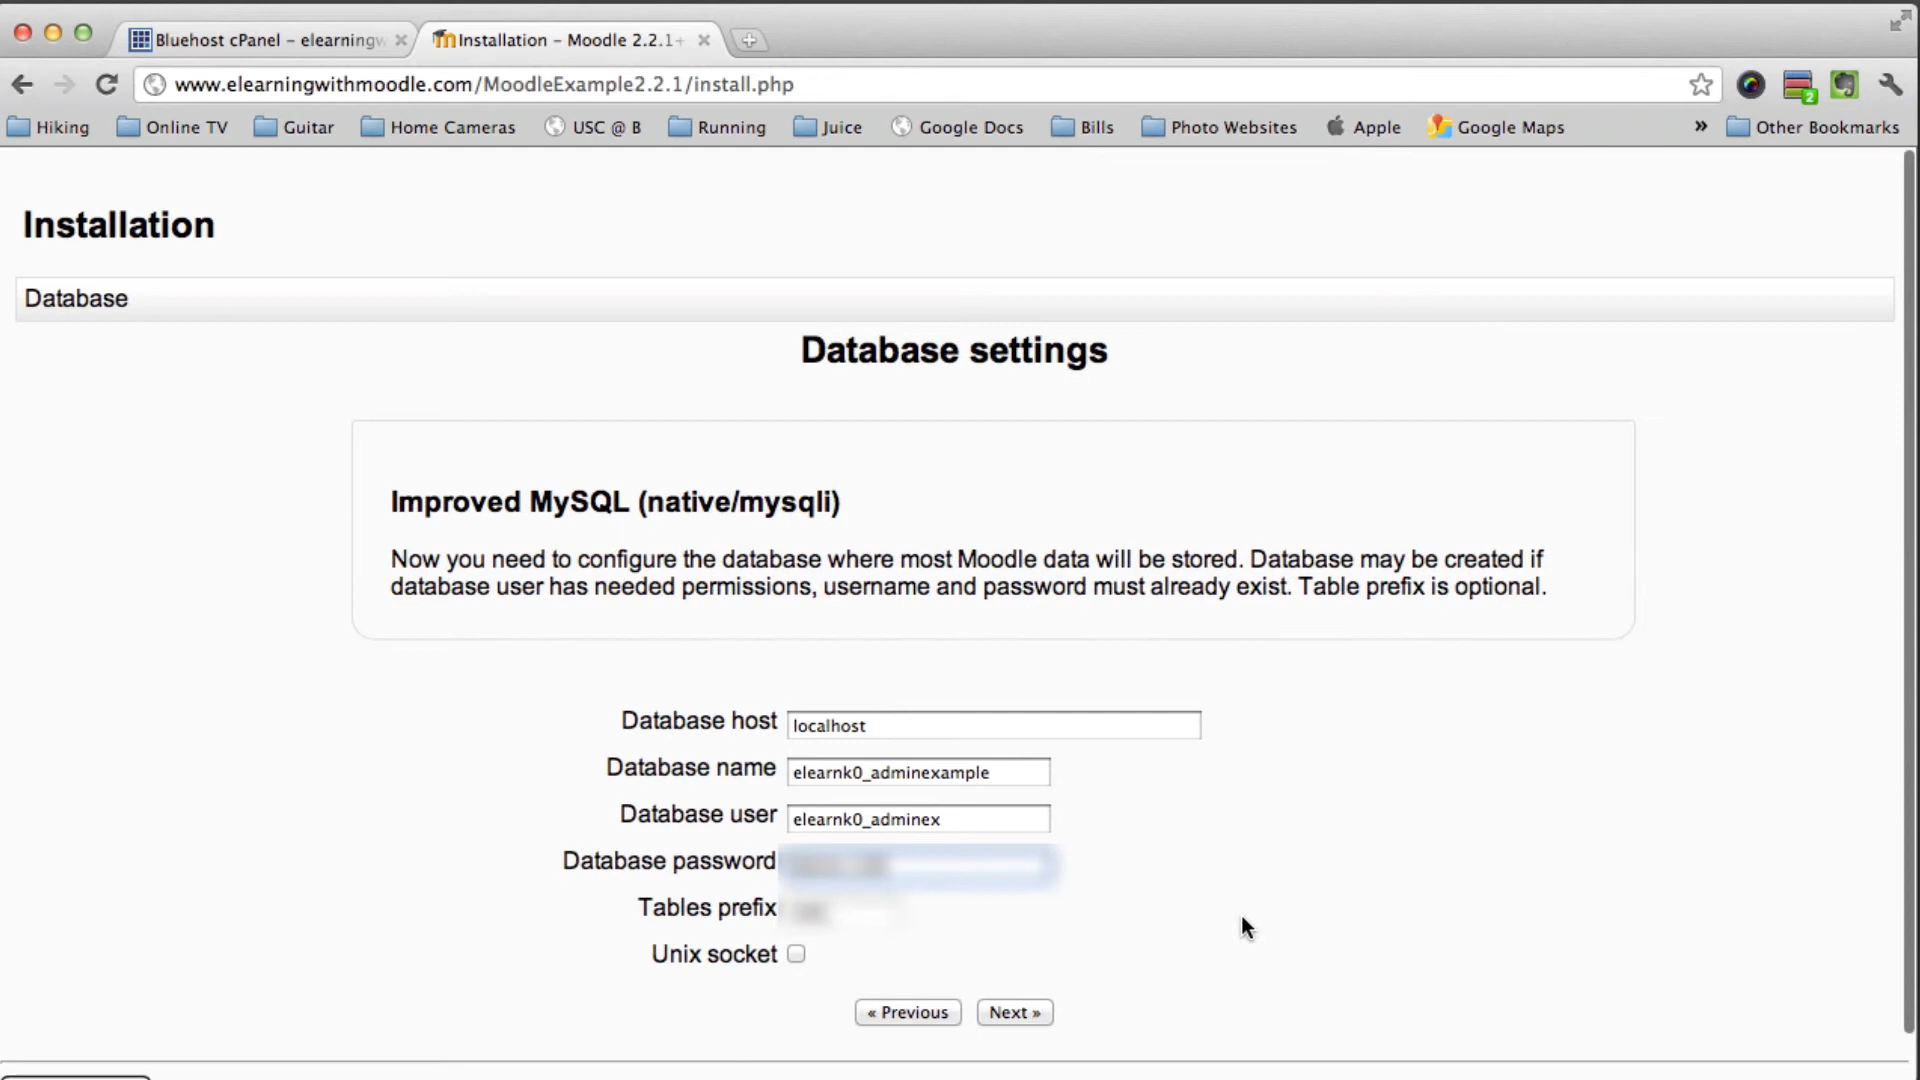 Bluehost cPanel – elearningw
Installation – Moodle 2.2.1+
www.elearningwithmoodle.com/MoodleExample2.2.1/install.php
2
Hiking
Online TV
Guitar
Home Cameras
USC @ B
Running
Juice
Google Docs
Bills
Photo Websites
Apple
Google Maps
»
Other Bookmarks
Installation
Database
Database settings
Improved MySQL (native/mysqli)
Now you need to configure the database where most Moodle data will be stored. Database may be created if
database user has needed permissions, username and password must already exist. Table prefix is optional.
Database host localhost
Database name elearnk0_adminexample
Database user elearnk0_adminex
Database password
Tables prefix
Unix socket
« Previous Next »